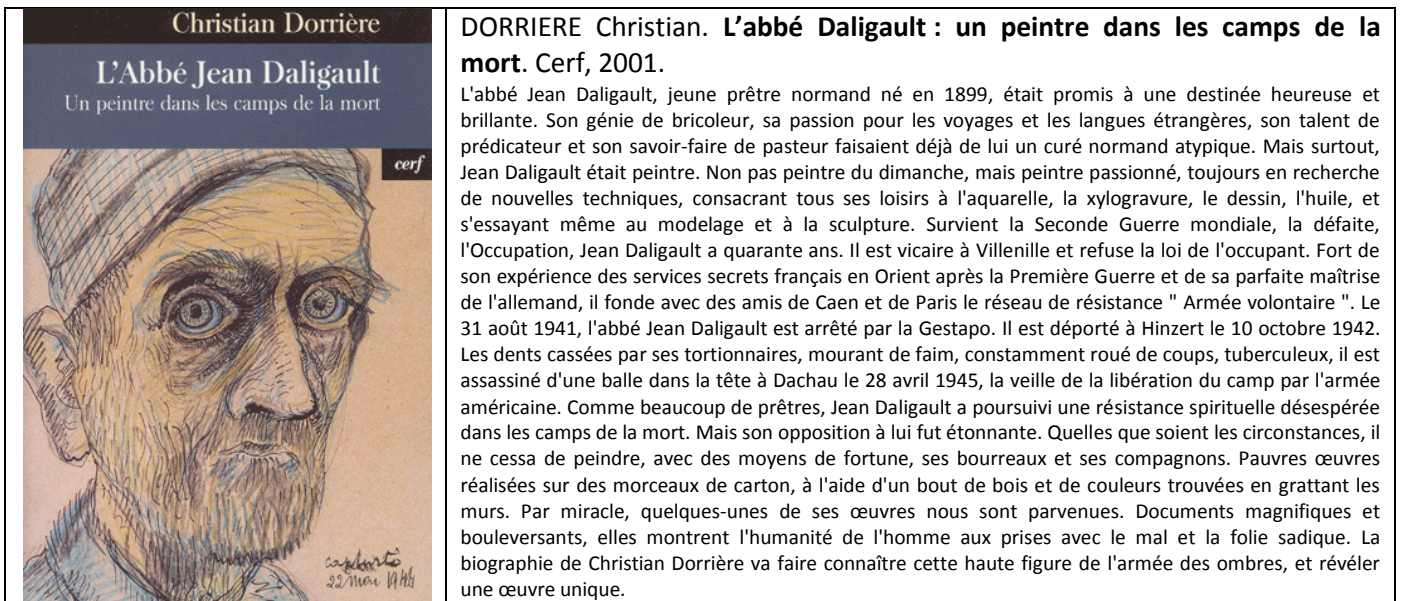 Christian Dorrière
L'Abbé Jean Daligault
Un peintre dans les camps de la mort
cerf
22 mai 1944
DORRIERE Christian. L'abbé Daligault : un peintre dans les camps de la
mort. Cerf, 2001.
L'abbé Jean Daligault, jeune prêtre normand né en 1899, était promis à une destinée heureuse et
brillante. Son génie de bricoleur, sa passion pour les voyages et les langues étrangères, son talent de
prédicateur et son savoir-faire de pasteur faisaient déjà de lui un curé normand atypique. Mais surtout,
Jean Daligault était peintre. Non pas peintre du dimanche, mais peintre passionné, toujours en recherche
de nouvelles techniques, consacrant tous ses loisirs à l'aquarelle, la xylogravure, le dessin, l'huile, et
s'essayant même au modelage et à la sculpture. Survient la Seconde Guerre mondiale, la défaite,
l'Occupation, Jean Daligault a quarante ans. Il est vicaire à Villenille et refuse la loi de l'occupant. Fort de
son expérience des services secrets français en Orient après la Première Guerre et de sa parfaite maîtrise
de l'allemand, il fonde avec des amis de Caen et de Paris le réseau de résistance " Armée volontaire ". Le
31 août 1941, l'abbé Jean Daligault est arrêté par la Gestapo. Il est déporté à Hinzert le 10 octobre 1942.
Les dents cassées par ses tortionnaires, mourant de faim, constamment roué de coups, tuberculeux, il est
assassiné d'une balle dans la tête à Dachau le 28 avril 1945, la veille de la libération du camp par l'armée
américaine. Comme beaucoup de prêtres, Jean Daligault a poursuivi une résistance spirituelle désespérée
dans les camps de la mort. Mais son opposition à lui fut étonnante. Quelles que soient les circonstances, il
ne cessa de peindre, avec des moyens de fortune, ses bourreaux et ses compagnons. Pauvres œuvres
réalisées sur des morceaux de carton, à l'aide d'un bout de bois et de couleurs trouvées en grattant les
murs. Par miracle, quelques-unes de ses œuvres nous sont parvenues. Documents magnifiques et
bouleversants, elles montrent l'humanité de l'homme aux prises avec le mal et la folie sadique. La
biographie de Christian Dorrière va faire connaître cette haute figure de l'armée des ombres, et révéler
une œuvre unique.